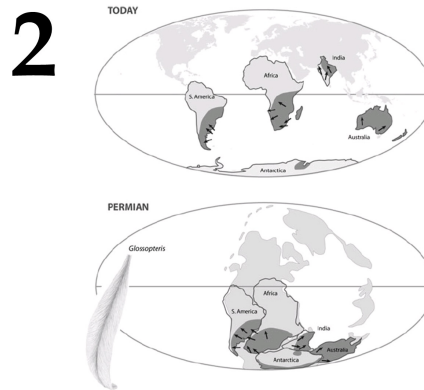 2
TODAY
India
Africa
S. America
Australia
Antarctica
PERMIAN
Glossopteris
Africa
S. America
India
Australia
Antarctica